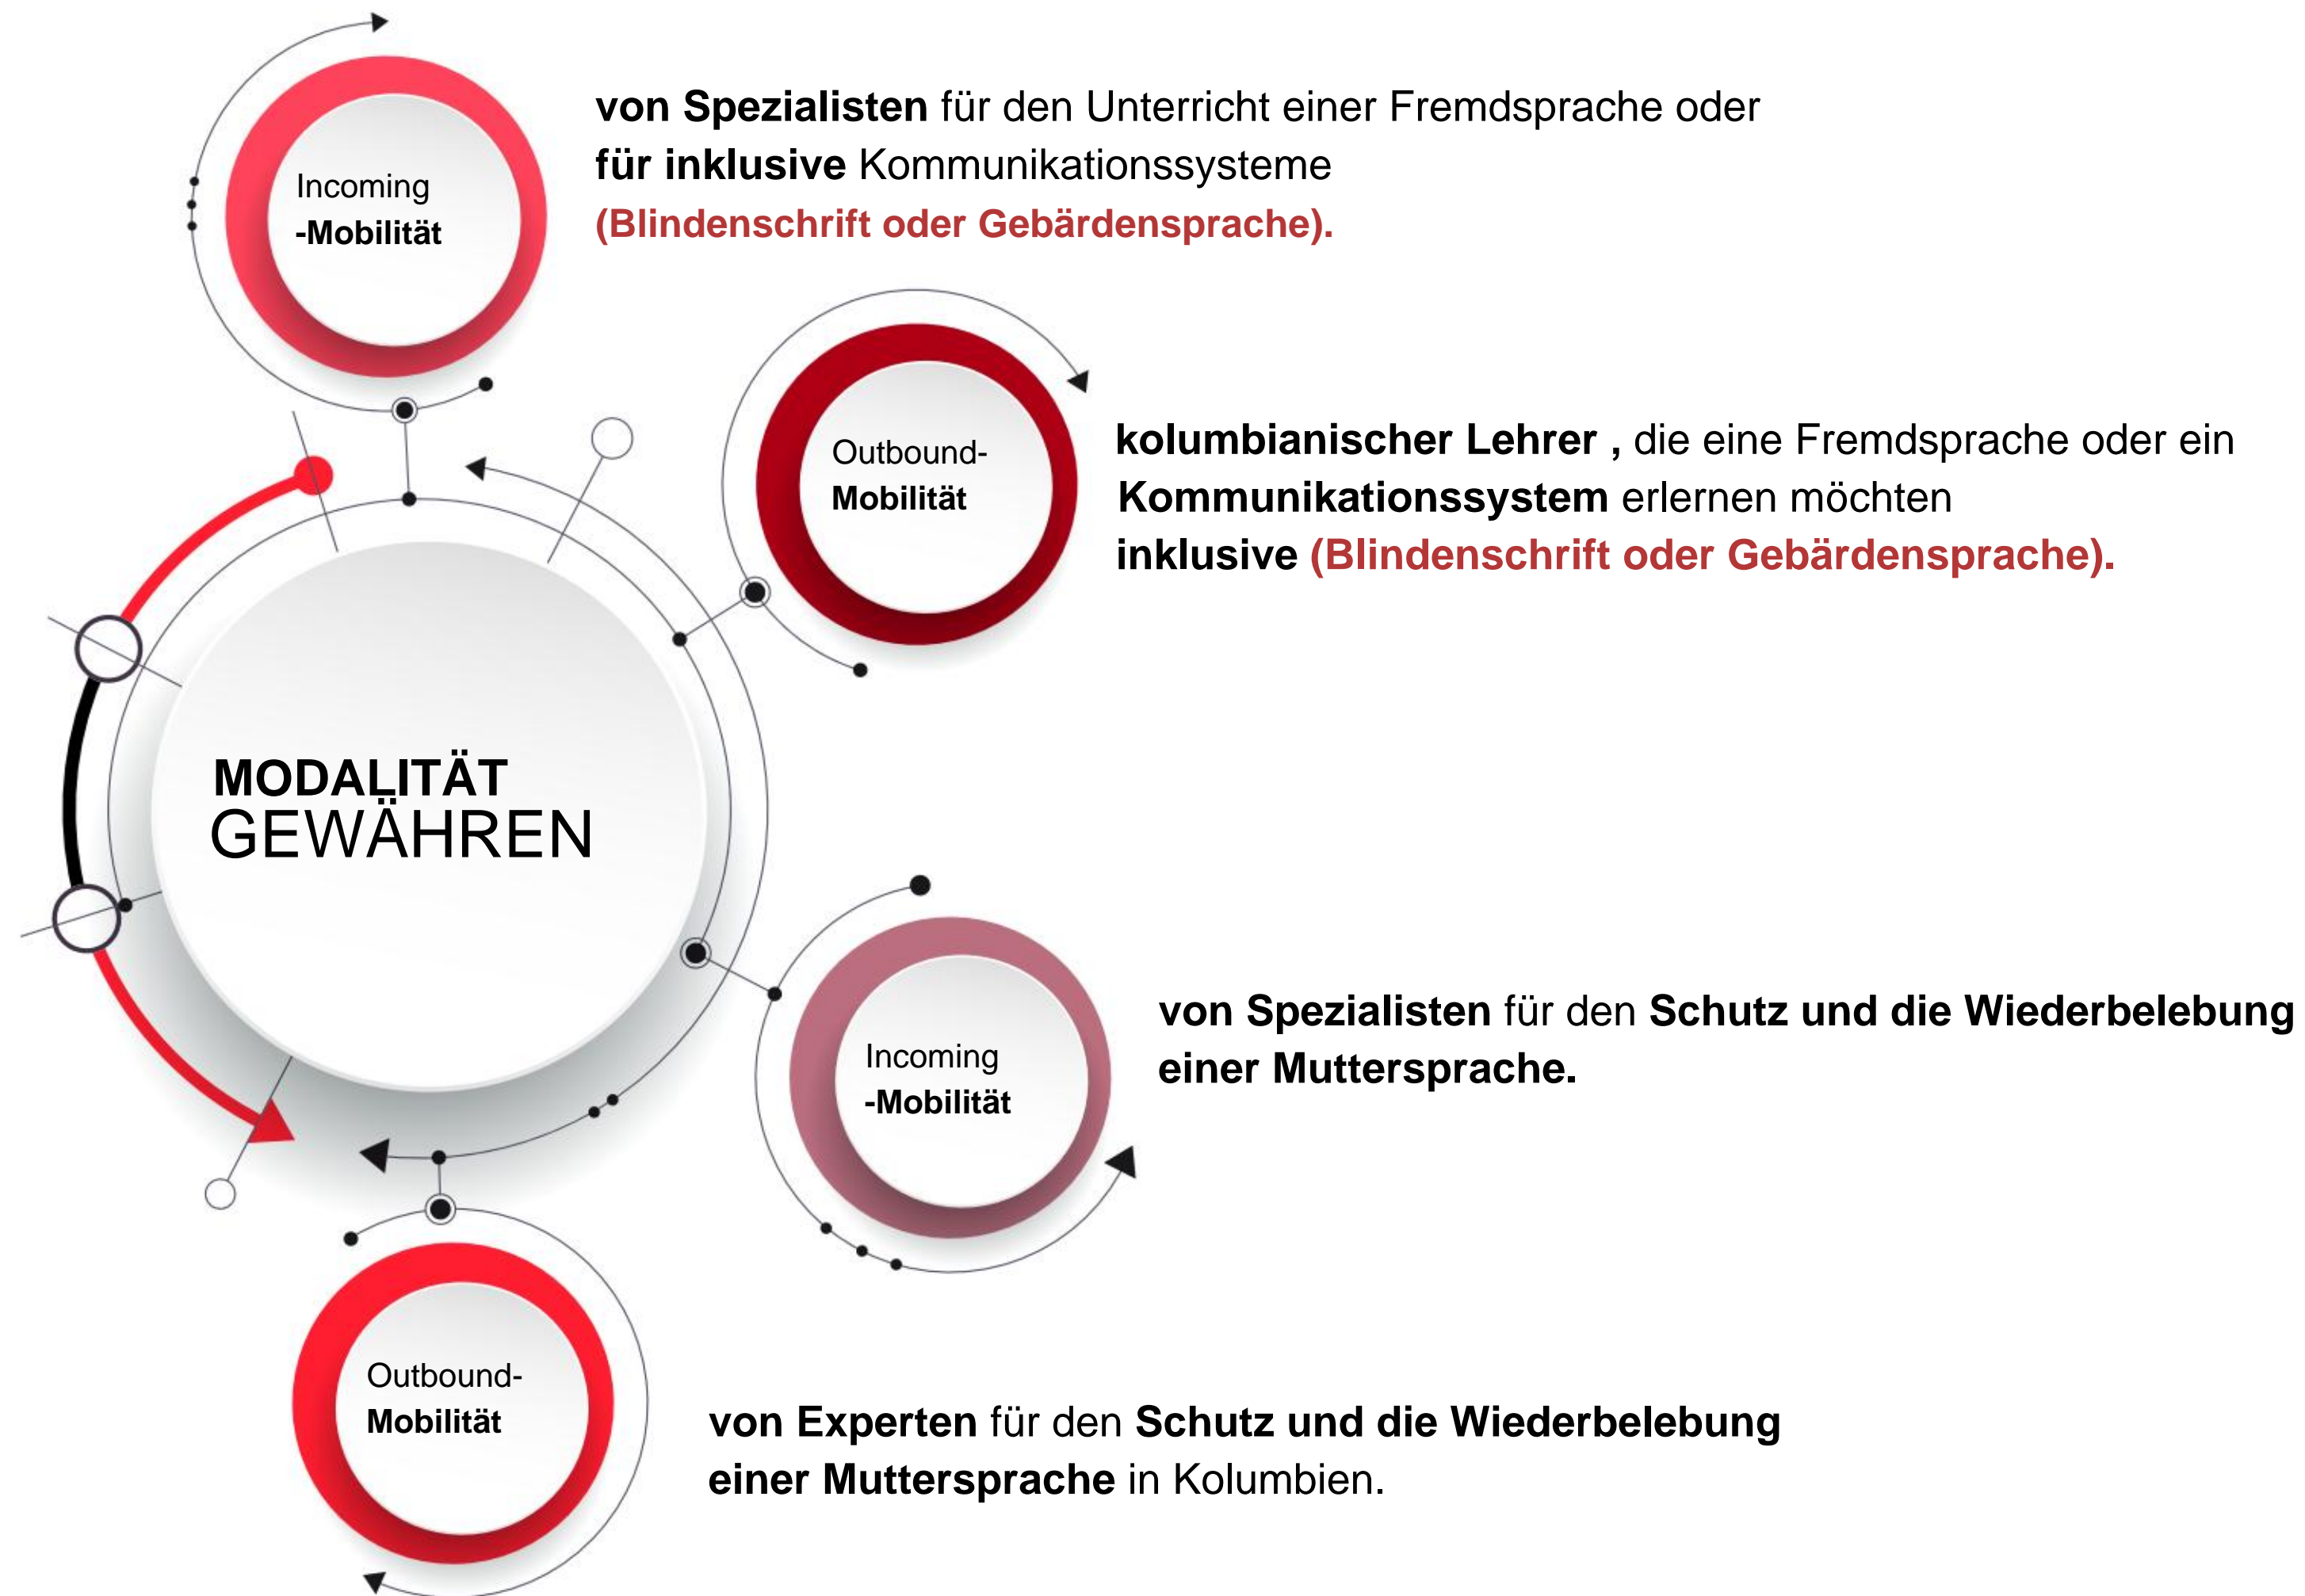 Incoming
-Mobilität
von Spezialisten für den Unterricht einer Fremdsprache oder
für inklusive Kommunikationssysteme
(Blindenschrift oder Gebärdensprache).
Outbound-
Mobilität
kolumbianischer Lehrer , die eine Fremdsprache oder ein
Kommunikationssystem erlernen möchten
inklusive (Blindenschrift oder Gebärdensprache).
MODALITÄT
GEWÄHREN
Incoming
-Mobilität
von Spezialisten für den Schutz und die Wiederbelebung
einer Muttersprache.
Outbound-
Mobilität
von Experten für den Schutz und die Wiederbelebung
einer Muttersprache in Kolumbien.